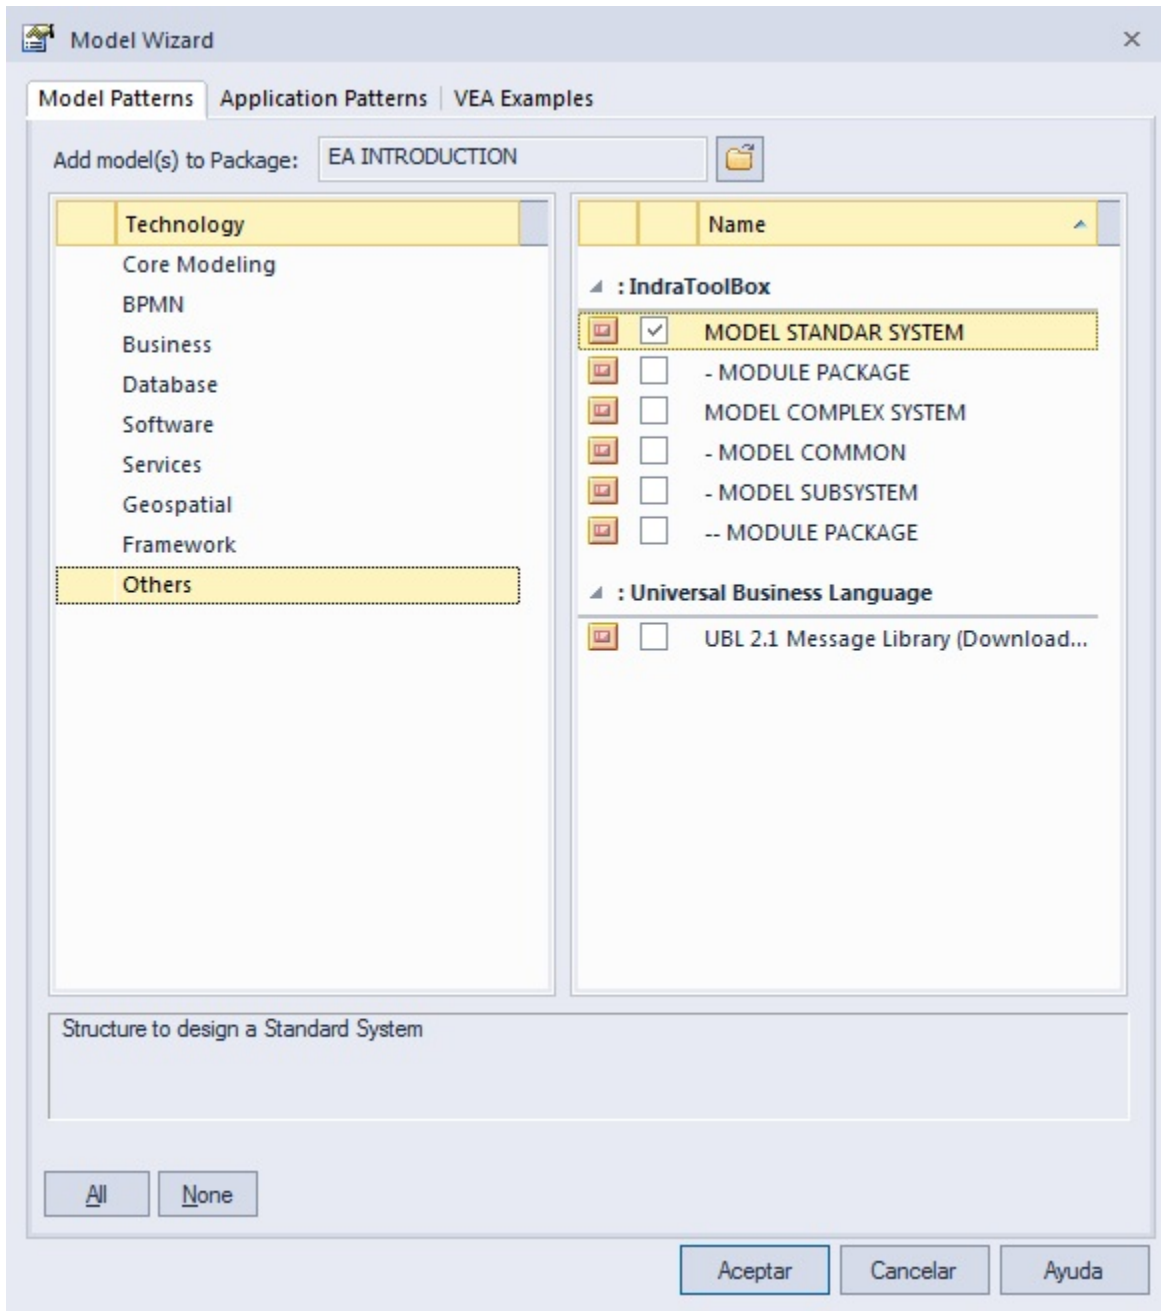 Model Wizard
Model Patterns Application Patterns VEA Examples
Add model(s) to Package: EA INTRODUCTION
Technology
Core Modeling
BPMN
Business
Database
Software
Services
Geospatial
Framework
Others
Name
: IndraToolBox
MODEL STANDAR SYSTEM
- MODULE PACKAGE
MODEL COMPLEX SYSTEM
- MODEL COMMON
- MODEL SUBSYSTEM
-- MODULE PACKAGE
: Universal Business Language
UBL 2.1 Message Library (Download...
Structure to design a Standard System
All None
Aceptar Cancelar Ayuda